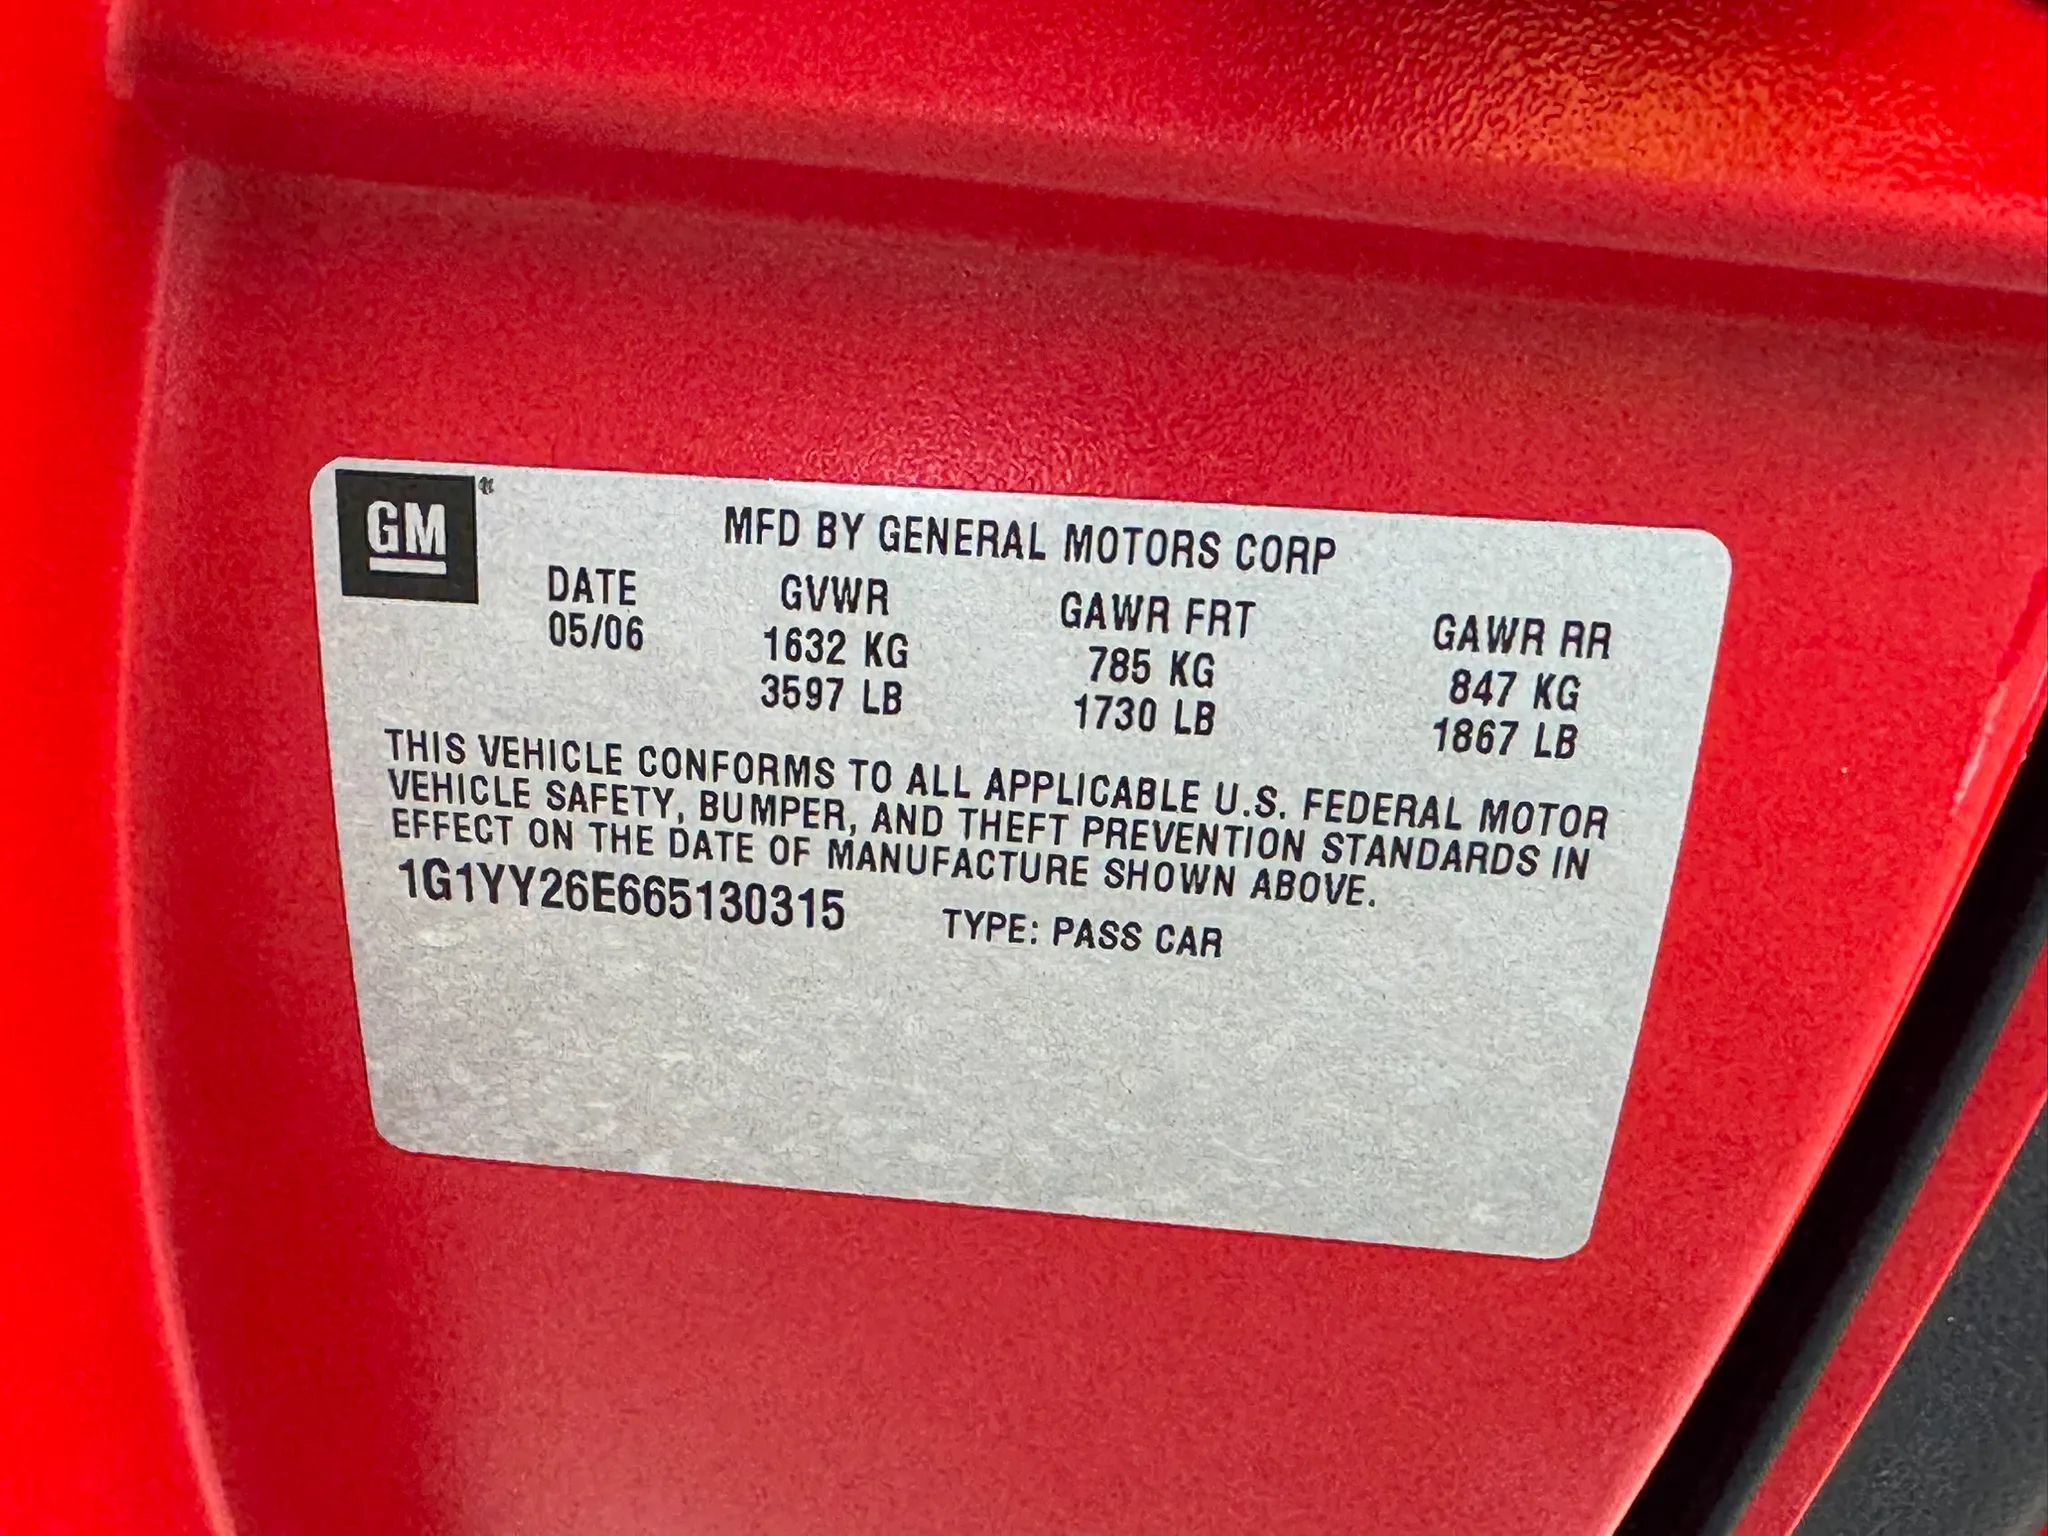 GM
MFD BY GENERAL MOTORS CORP
DATE GVWR GAWR FRT GAWR RR
05/06 1632 KG 785 KG 847 KG
3597 LB 1730 LB 1867 LB
THIS VEHICLE CONFORMS TO ALL APPLICABLE U.S. FEDERAL MOTOR
VEHICLE SAFETY, BUMPER, AND THEFT PREVENTION STANDARDS IN
EFFECT ON THE DATE OF MANUFACTURE SHOWN ABOVE.
1G1YY26E665130315 TYPE: PASS CAR